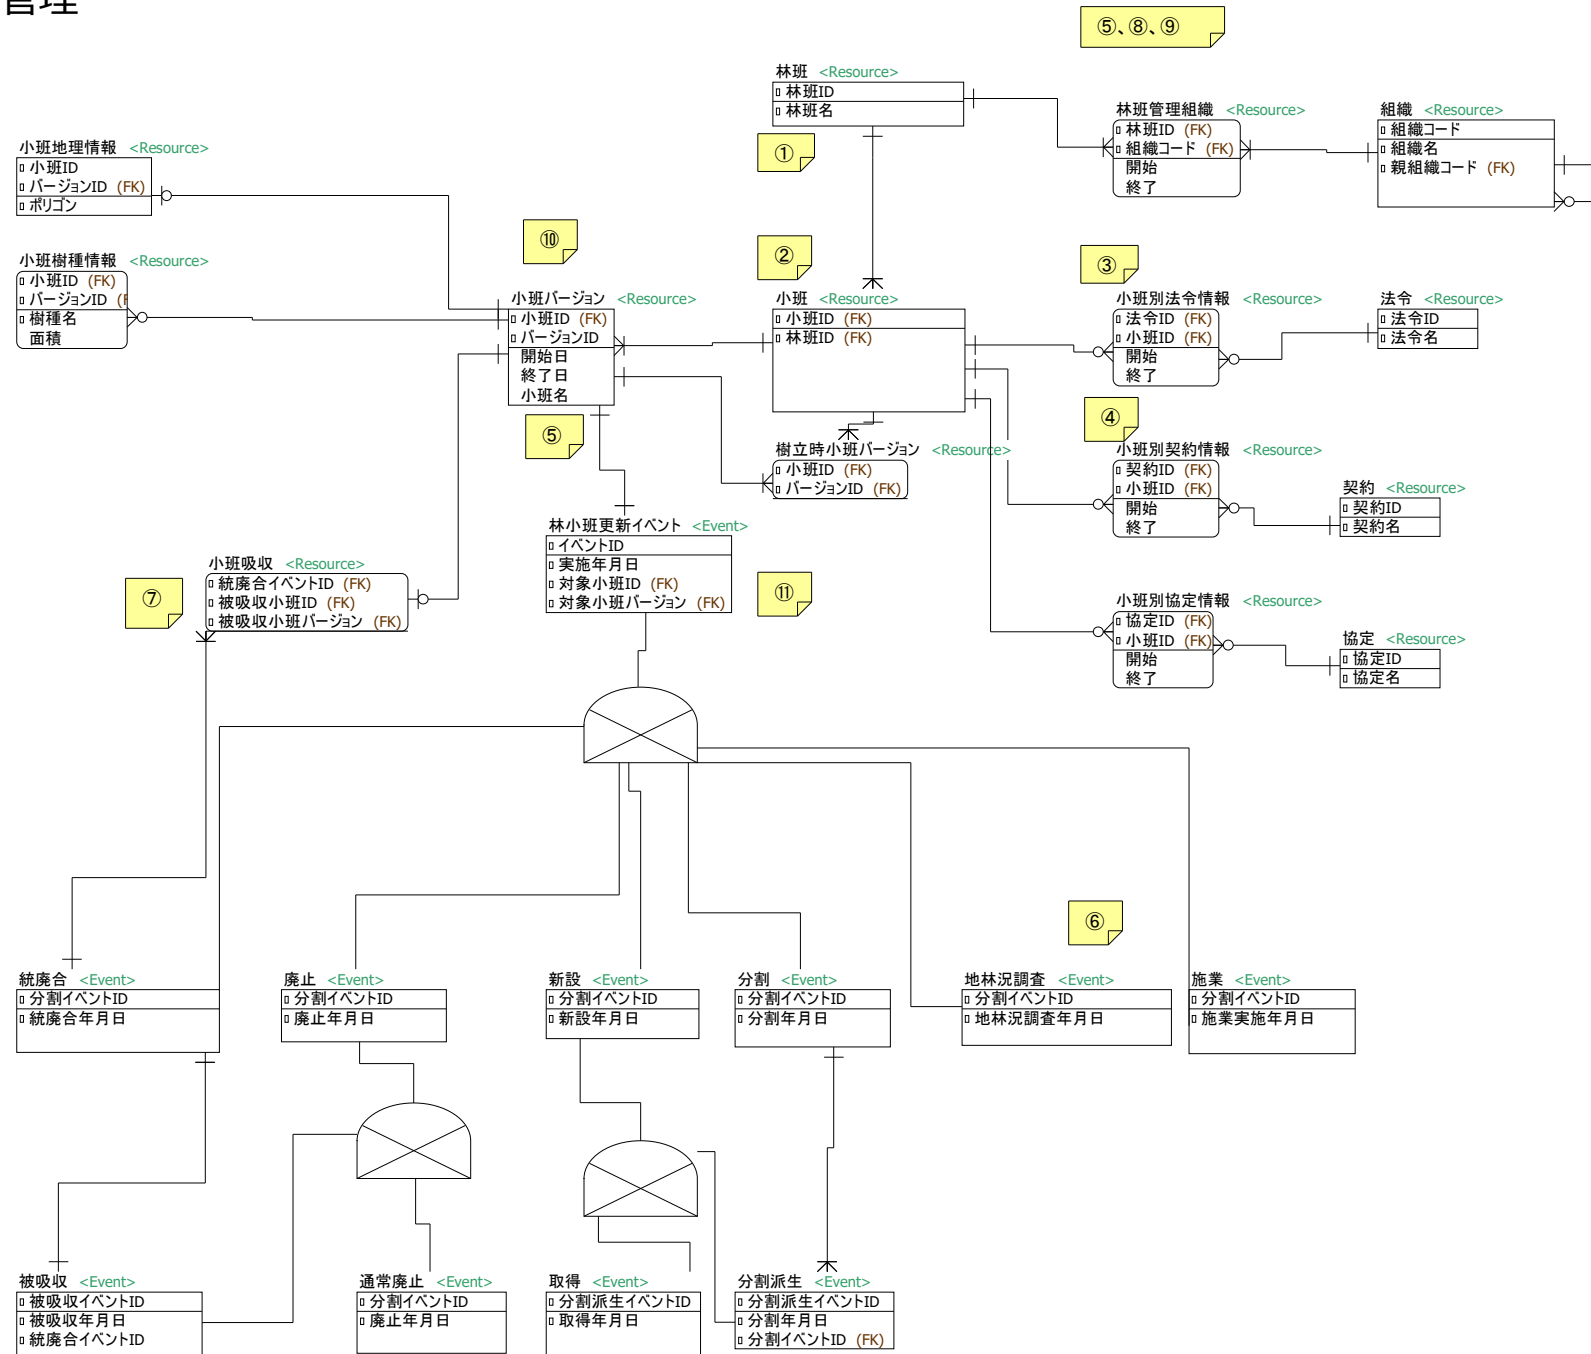 管理
⑤、⑧、⑨
林班 <Resource>
林班ID
林班名
①
林班管理組織 <Resource>
林班ID (FK)
組織コード (FK)
開始
終了
組織 <Resource>
組織コード
組織名
親組織コード (FK)
小班地理情報 <Resource>
小班ID
バージョンID (FK)
ポリゴン
小班樹種情報 <Resource>
小班ID (FK)
バージョンID (F
樹種名
面積
⑩
小班バージョン <Resource>
小班ID (FK)
バージョンID
開始日
終了日
小班名
⑤
②
小班 <Resource>
小班ID (FK)
林班ID (FK)
③
小班別法令情報 <Resource>
法令ID (FK)
小班ID (FK)
開始
終了
法令 <Resource>
法令ID
法令名
樹立時小班バージョン <Resource>
小班ID (FK)
バージョンID (FK)
④
小班別契約情報 <Resource>
契約ID (FK)
小班ID (FK)
開始
終了
契約 <Resource>
契約ID
契約名
林小班更新イベント <Event>
イベントID
実施年月日
対象小班ID (FK)
対象小班バージョン (FK)
⑪
⑦
小班吸収 <Resource>
統廃合イベントID (FK)
被吸収小班ID (FK)
被吸収小班バージョン (FK)
小班別協定情報 <Resource>
協定ID (FK)
小班ID (FK)
開始
終了
協定 <Resource>
協定ID
協定名
⑥
統廃合 <Event>
分割イベントID
統廃合年月日
廃止 <Event>
分割イベントID
廃止年月日
新設 <Event>
分割イベントID
新設年月日
分割 <Event>
分割イベントID
分割年月日
地林況調査 <Event>
分割イベントID
地林況調査年月日
施業 <Event>
分割イベントID
施業実施年月日
被吸収 <Event>
被吸収イベントID
被吸収年月日
統廃合イベントID
通常廃止 <Event>
分割イベントID
廃止年月日
取得 <Event>
分割派生イベントID
取得年月日
分割派生 <Event>
分割派生イベントID
分割年月日
分割イベントID (FK)